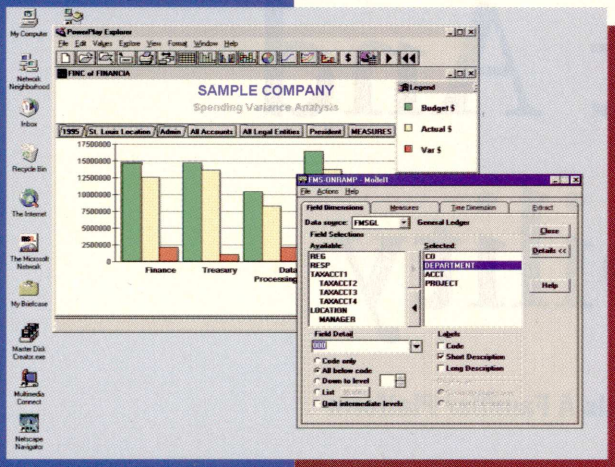 My Computer
Network Neighborhood
Inbox
Recycle Bin
The Internet
The Microsoft Network
My Briefcase
Master Disk Creator.exe
Multimedia Connect
Netscape Navigator
PowerPlay Explorer
File Edit Values Explore View Format Window Help
FINC of FINANCIA
SAMPLE COMPANY
Spending Variance Analysis
Legend
Budget $
Actual $
Var $
1995 St. Louis Location Admin All Accounts All Legal Entities President MEASURES
17500000
15000000
12500000
10000000
7500000
5000000
2500000
0
Finance Treasury Data Processing
FMS-ONRAMP - Modell
File Actions Help
Field Dimensions Measures Time Dimension Extract
Data source: FMSGL General Ledger
Field Selections
Available:
REG
RESP
TAXACCT1
TAXACCT2
TAXACCT3
TAXACCT4
LOCATION
MANAGER
Selected:
CO
DEPARTMENT
ACCT
PROJECT
Close
Details <<
Help
Field Detail
000
Code only
All below code
Down to level
List
Omit intermediate levels
Labels
Code
Short Description
Long Description